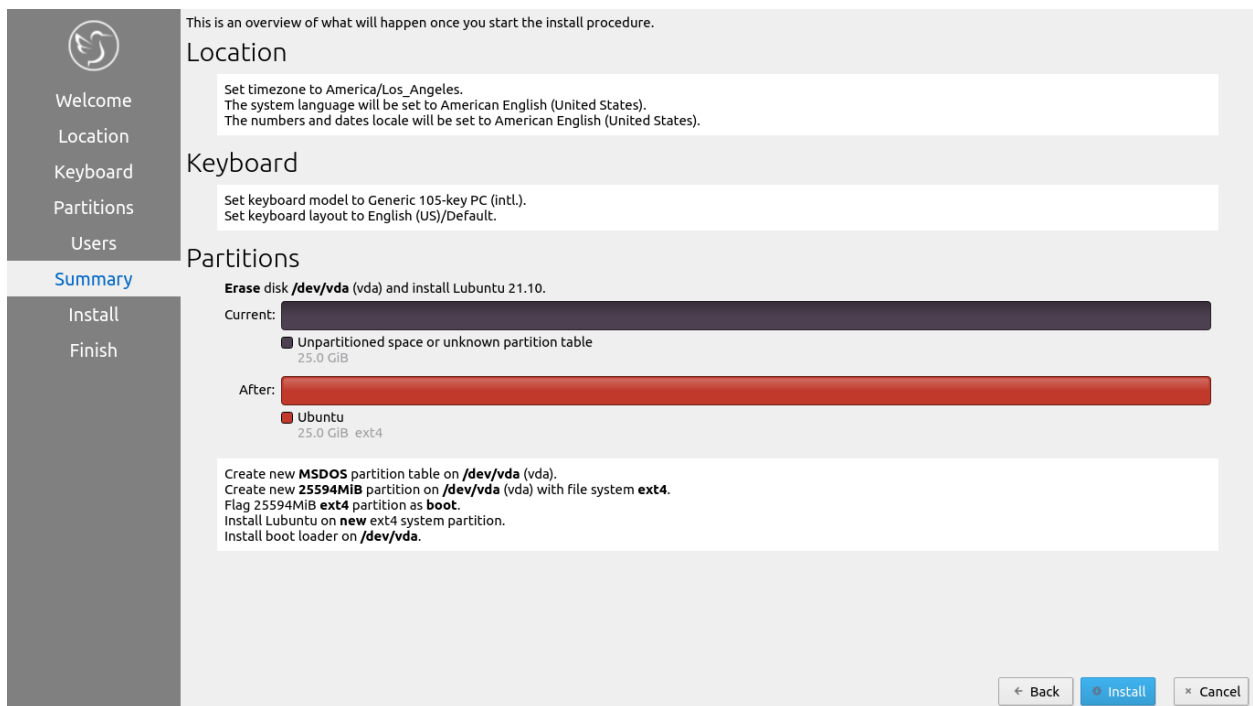 This is an overview of what will happen once you start the install procedure.
Location
Set timezone to America/Los_Angeles.
The system language will be set to American English (United States).
The numbers and dates locale will be set to American English (United States).
Keyboard
Set keyboard model to Generic 105-key PC (intl.).
Set keyboard layout to English (US)/Default.
Partitions
Erase disk /dev/vda (vda) and install Lubuntu 21.10.
Current:
Unpartitioned space or unknown partition table
25.0 GiB
After:
Ubuntu
25.0 GiB ext4
Create new MSDOS partition table on /dev/vda (vda).
Create new 25594MiB partition on /dev/vda (vda) with file system ext4.
Flag 25594MiB ext4 partition as boot.
Install Lubuntu on new ext4 system partition.
Install boot loader on /dev/vda.
Welcome
Location
Keyboard
Partitions
Users
Summary
Install
Finish
Back
Install
Cancel